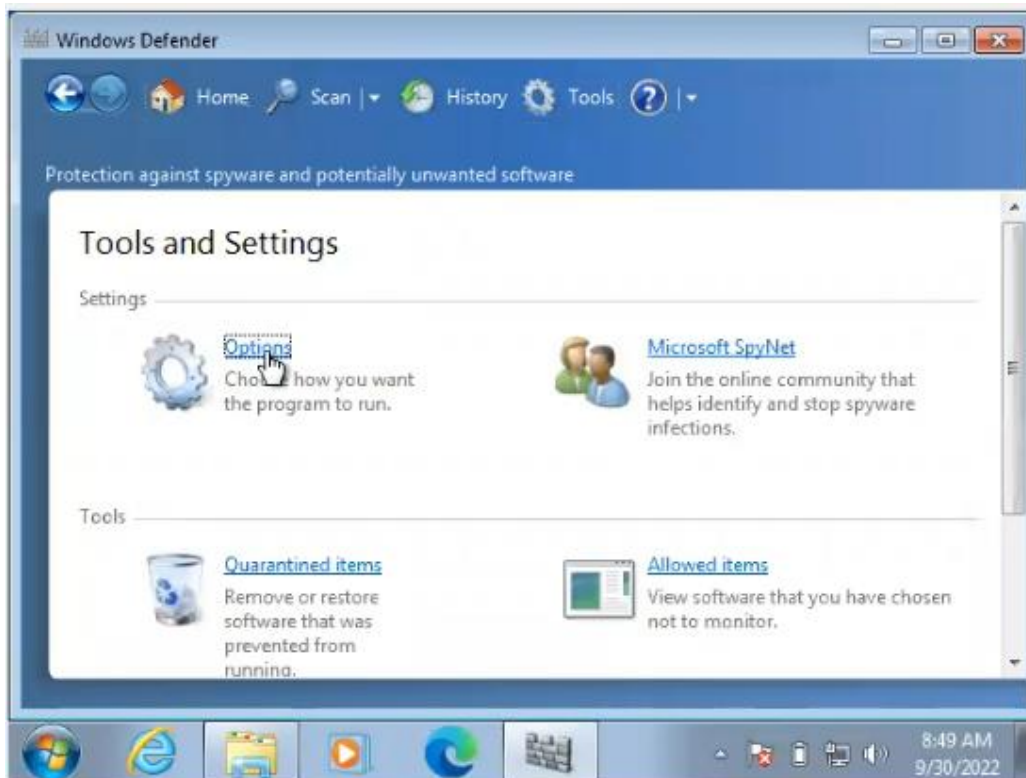 Windows Defender
Home Scan History Tools
Protection against spyware and potentially unwanted software
Tools and Settings
Settings
Options
Choose how you want
the program to run.
Microsoft SpyNet
Join the online community that
helps identify and stop spyware
infections.
Tools
Quarantined items
Remove or restore
software that was
prevented from
running.
Allowed items
View software that you have chosen
not to monitor.
8:49 AM
9/30/2022